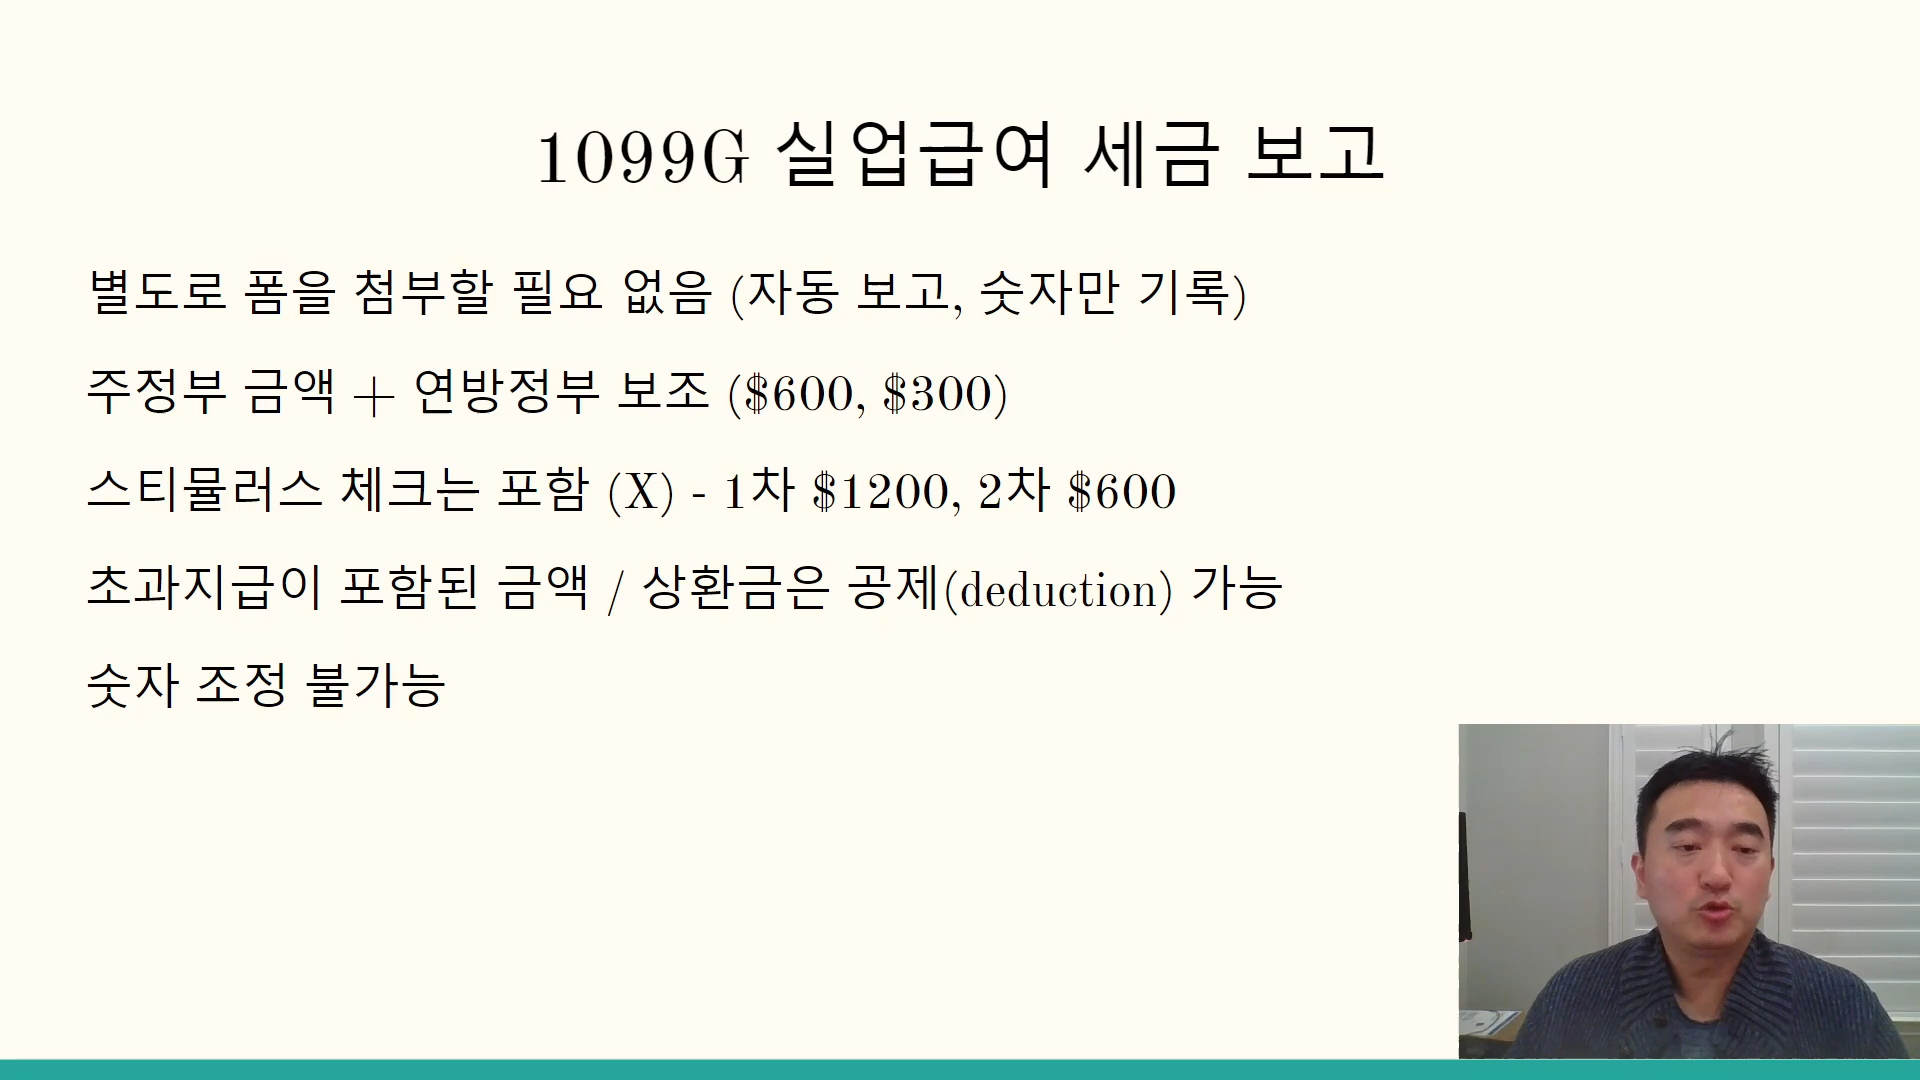 1099G 실업급여 세금 보고
별도로 폼을 첨부할 필요 없음 (자동 보고, 숫자만 기록)
주정부 금액 + 연방정부 보조 ($600, $300)
스티뮬러스 체크는 포함 (X) - 1차 $1200, 2차 $600
초과지급이 포함된 금액 / 상환금은 공제(deduction) 가능
숫자 조정 불가능